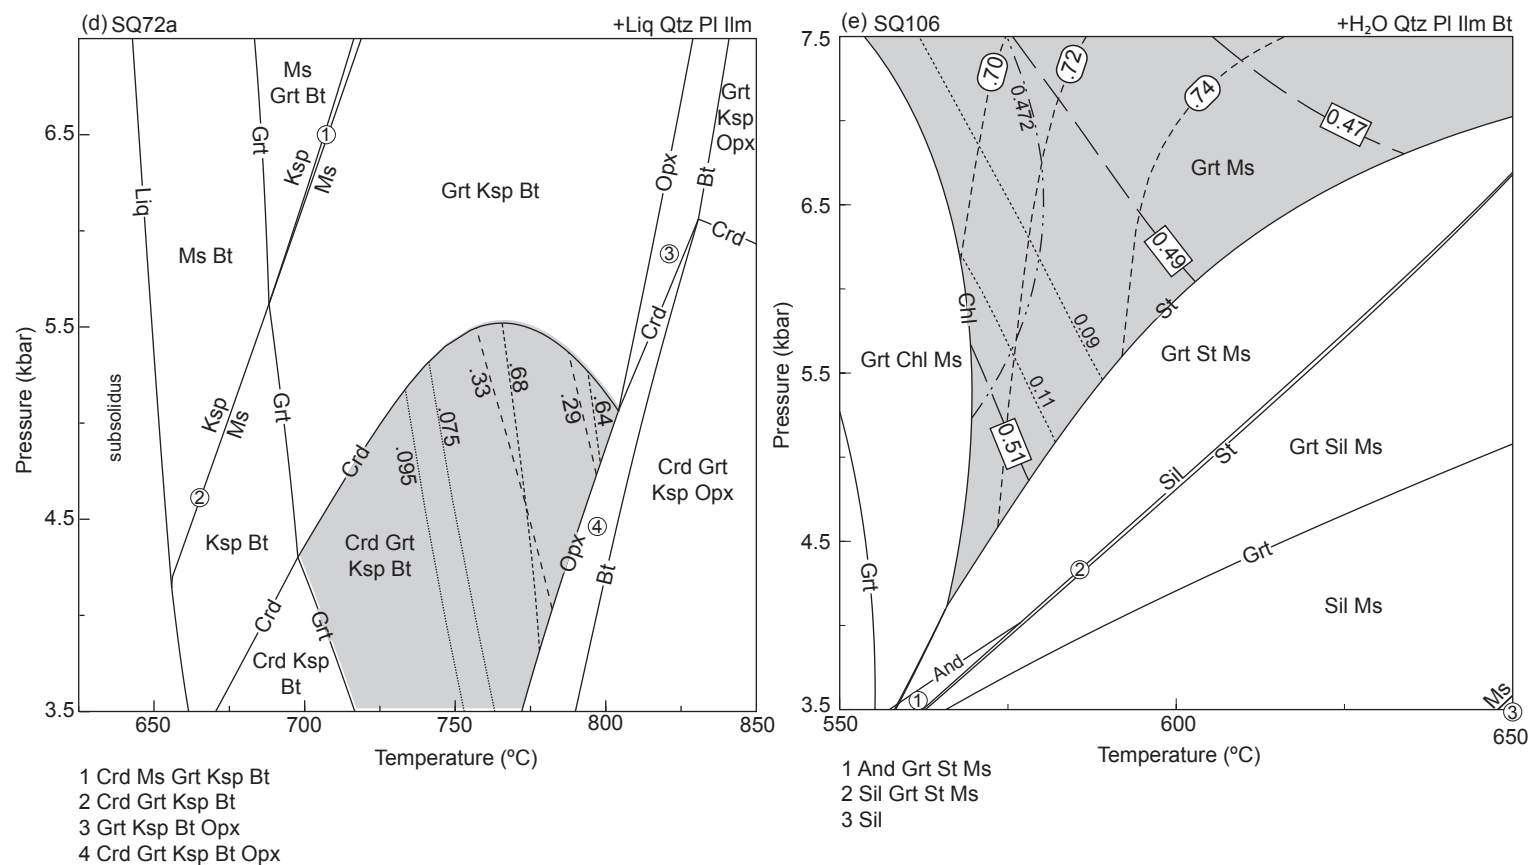 (d) SQ72a
+Liq Qtz Pl Ilm
Ms
Grt Bt
Grt
Ksp
Opx
1
6.5
Grt
Ksp
Ms
Opx
Bt
Liq
Grt Ksp Bt
Crd
Ms Bt
3
Pressure (kbar)
5.5
Crd
.33
.68
.29
.64
Ksp
Ms
Grt
.075
.095
subsolidus
Crd
Crd Grt
Ksp Opx
2
4.5
4
Ksp Bt
Crd Grt
Ksp Bt
Opx
Bt
Crd
Grt
Crd Ksp
Bt
3.5
650
700
750
800
850
Temperature (ºC)
1 Crd Ms Grt Ksp Bt
2 Crd Grt Ksp Bt
3 Grt Ksp Bt Opx
4 Crd Grt Ksp Bt Opx
(e) SQ106
+H₂O Qtz Pl Ilm Bt
7.5
.70
.72
.74
0.472
0.47
Grt Ms
6.5
0.49
Chl
St
0.09
Grt Chl Ms
Grt St Ms
Pressure (kbar)
5.5
0.11
0.51
Sil
St
Grt Sil Ms
4.5
Grt
2
Grt
Sil Ms
And
1
Ms
3
3.5
550
600
650
Temperature (ºC)
1 And Grt St Ms
2 Sil Grt St Ms
3 Sil